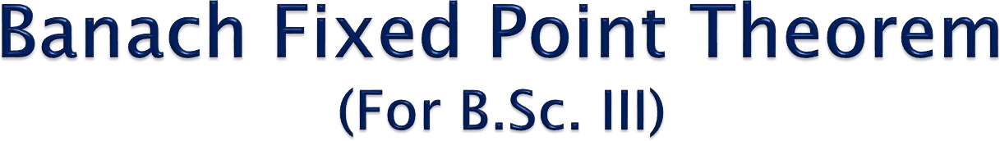 Banach Fixed Point Theorem
(For B.Sc. III)